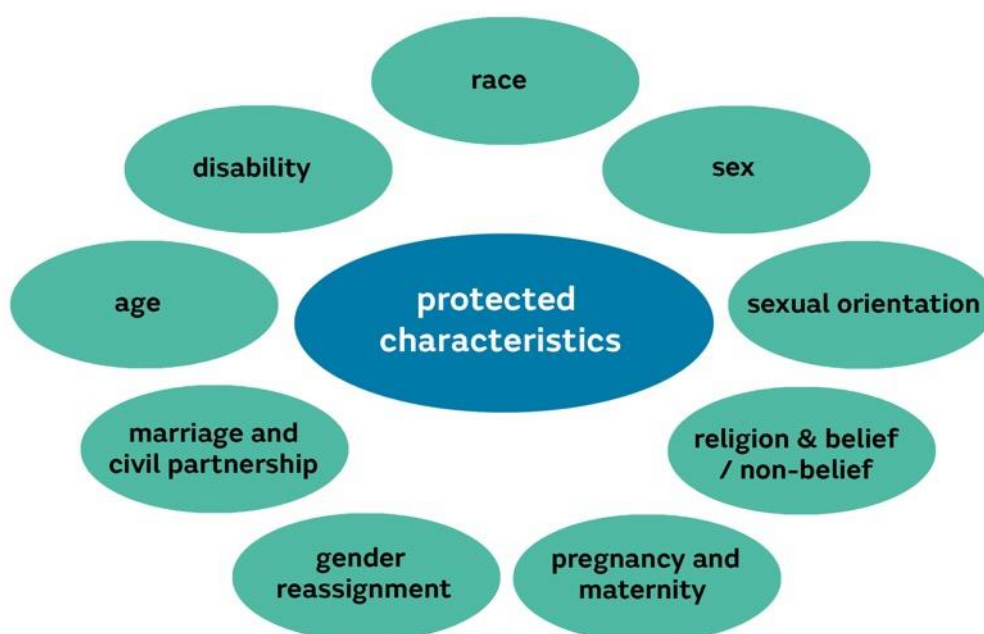 race
disability
sex
age
protected
characteristics
sexual orientation
marriage and
civil partnership
religion & belief
/ non-belief
gender
reassignment
pregnancy and
maternity